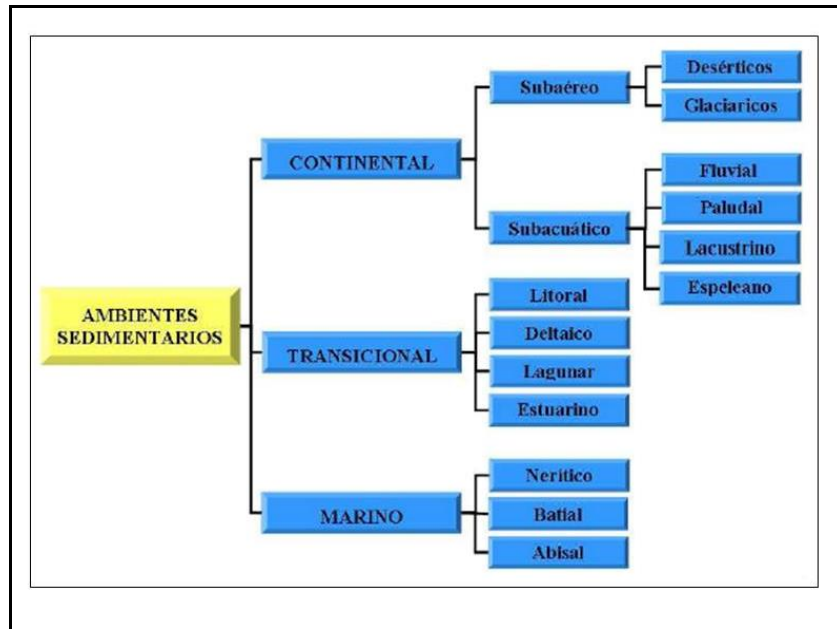 AMBIENTES
SEDIMENTARIOS
CONTINENTAL
Subaéreo
Desérticos
Glaciaricos
Subacuático
Fluvial
Paludal
Lacustrino
Espeleano
TRANSICIONAL
Litoral
Deltaico
Lagunar
Estuarino
MARINO
Nerítico
Batial
Abisal